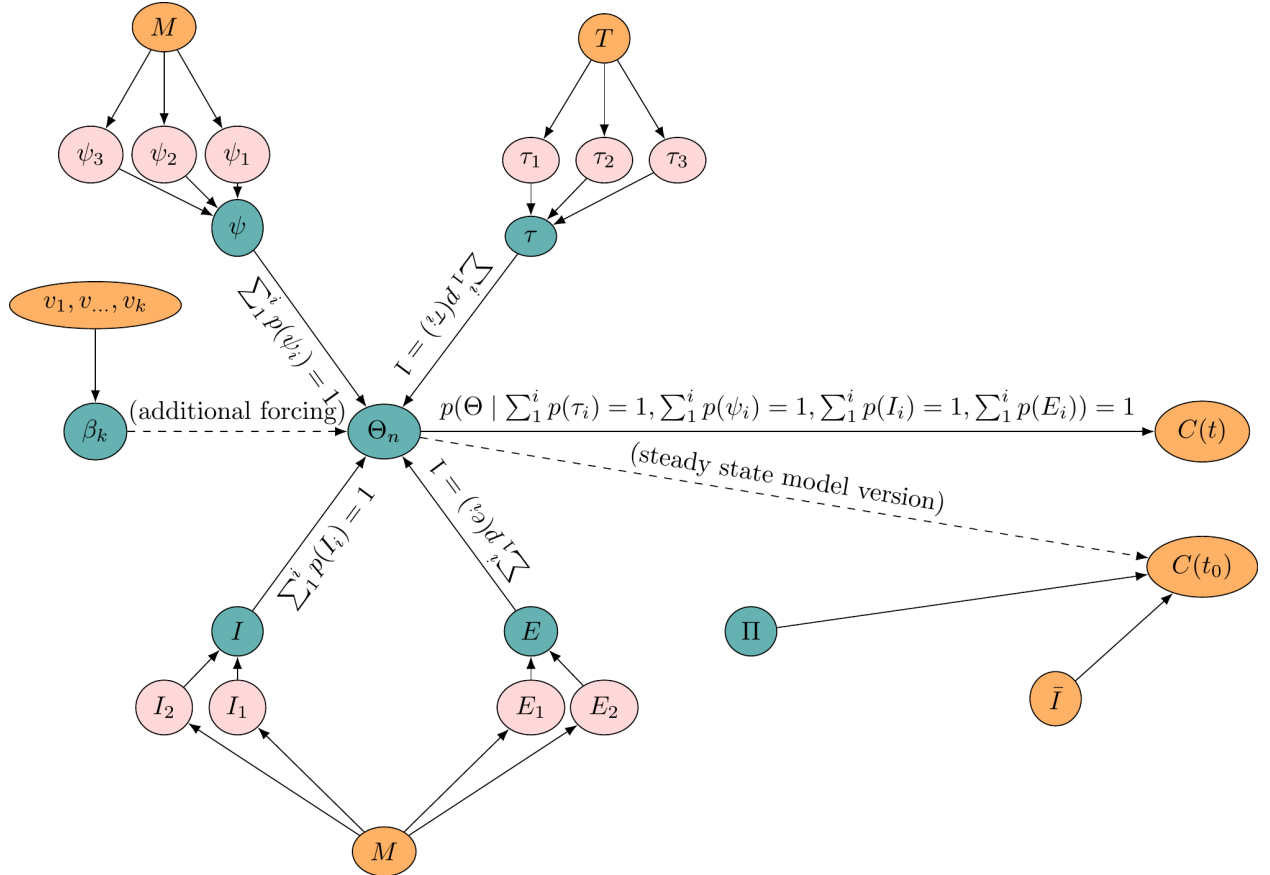 M
T
ψ₃
ψ₂
ψ₁
τ₁
τ₂
τ₃
ψ
τ
∑₁ⁱ p(ψᵢ) = 1
∑₁ⁱ p(τᵢ) = 1
v₁, v..., vₖ
(additional forcing)
p(Θ | ∑₁ⁱ p(τᵢ) = 1, ∑₁ⁱ p(ψᵢ) = 1, ∑₁ⁱ p(Iᵢ) = 1, ∑₁ⁱ p(Eᵢ)) = 1
βₖ
Θₙ
C(t)
(steady state model version)
∑₁ⁱ p(Iᵢ) = 1
∑₁ⁱ p(eᵢ) = 1
C(t₀)
I
E
Π
I₂
I₁
E₁
E₂
Ī
M